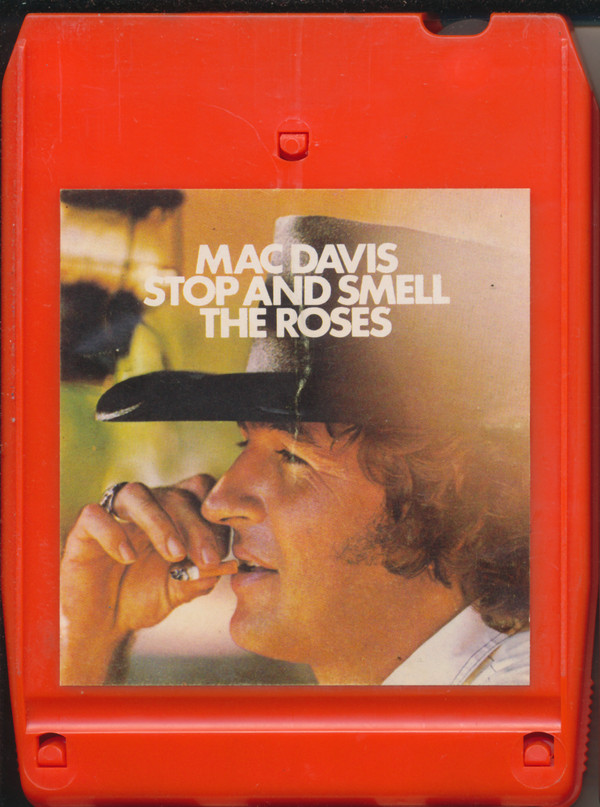 MAC DAVIS
STOP AND SMELL
THE ROSES